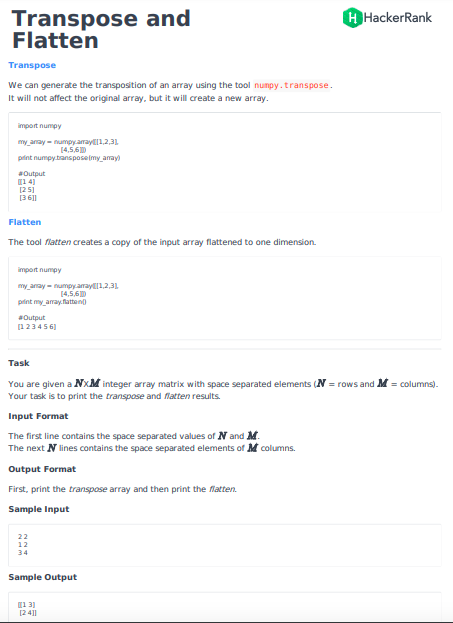 Transpose and
Flatten
HackerRank
Transpose
We can generate the transposition of an array using the tool numpy.transpose.
It will not affect the original array, but it will create a new array.
import numpy
my_array = numpy.array([[1,2,3],
[4,5,6]])
print numpy.transpose(my_array)
#Output
[[1 4]
[2 5]
[3 6]]
Flatten
The tool flatten creates a copy of the input array flattened to one dimension.
import numpy
my_array = numpy.array([[1,2,3],
[4,5,6]])
print my_array.flatten()
#Output
[1 2 3 4 5 6]
Task
You are given a NXM integer array matrix with space separated elements (N = rows and M = columns).
Your task is to print the transpose and flatten results.
Input Format
The first line contains the space separated values of N and M.
The next N lines contains the space separated elements of M columns.
Output Format
First, print the transpose array and then print the flatten.
Sample Input
2 2
1 2
3 4
Sample Output
[[1 3]
[2 4]]